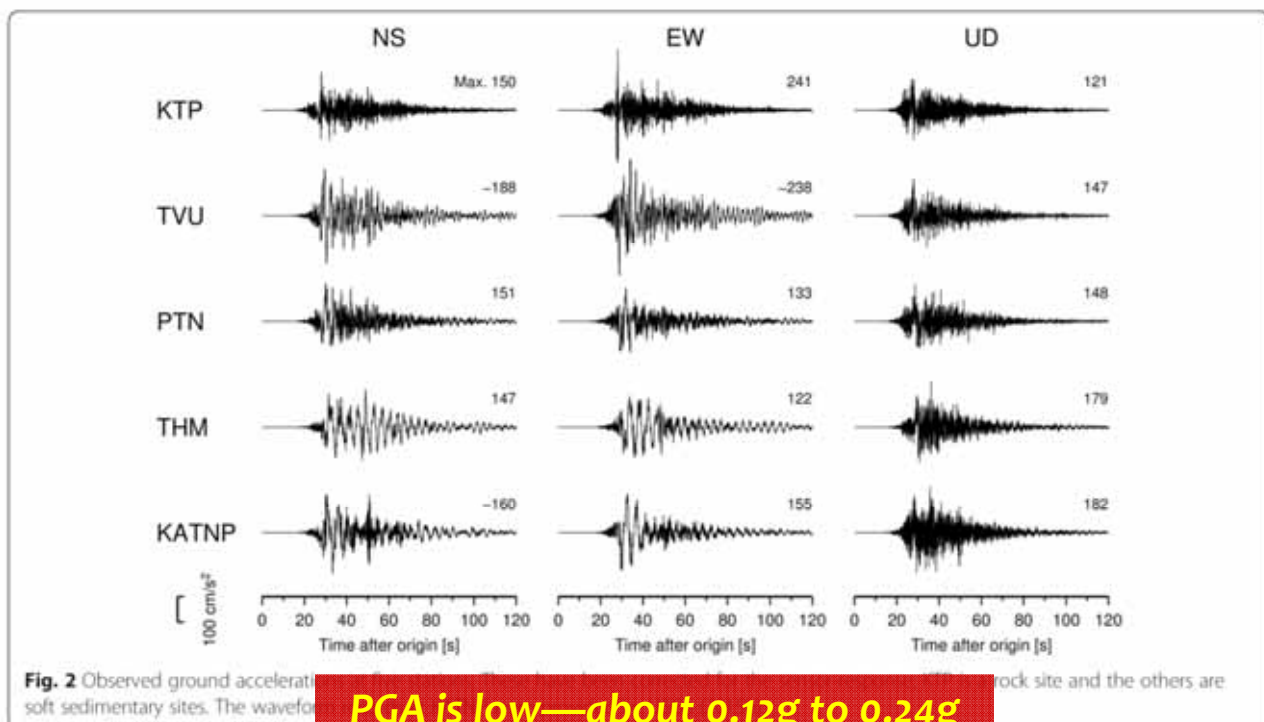 NS EW UD
KTP Max. 150 241 121
TVU −188 −238 147
PTN 151 133 148
THM 147 122 179
KATNP −160 155 182
100 cm/s²
0 20 40 60 80 100 120 0 20 40 60 80 100 120 0 20 40 60 80 100 120
Time after origin [s] Time after origin [s] Time after origin [s]
Fig. 2 Observed ground rock site and the others are
soft sedimentary sites. The
PGA is low—about 0.12g to 0.24g